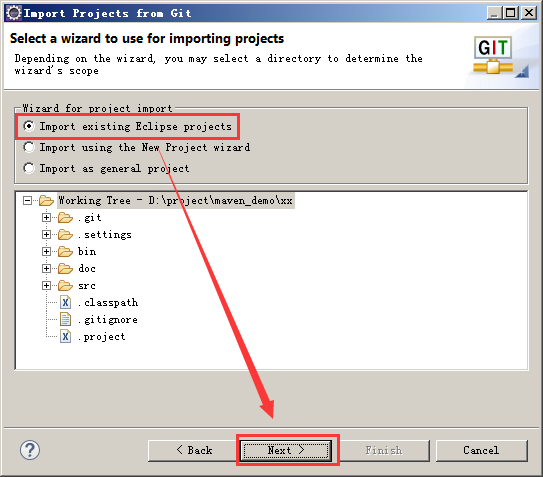 Import Projects from Git
Select a wizard to use for importing projects
Depending on the wizard, you may select a directory to determine the
wizard's scope
GIT
Wizard for project import
Import existing Eclipse projects
Import using the New Project wizard
Import as general project
Working Tree - D:\project\maven_demo\xx
.git
.settings
bin
doc
src
.classpath
.gitignore
.project
?
< Back
Next >
Finish
Cancel